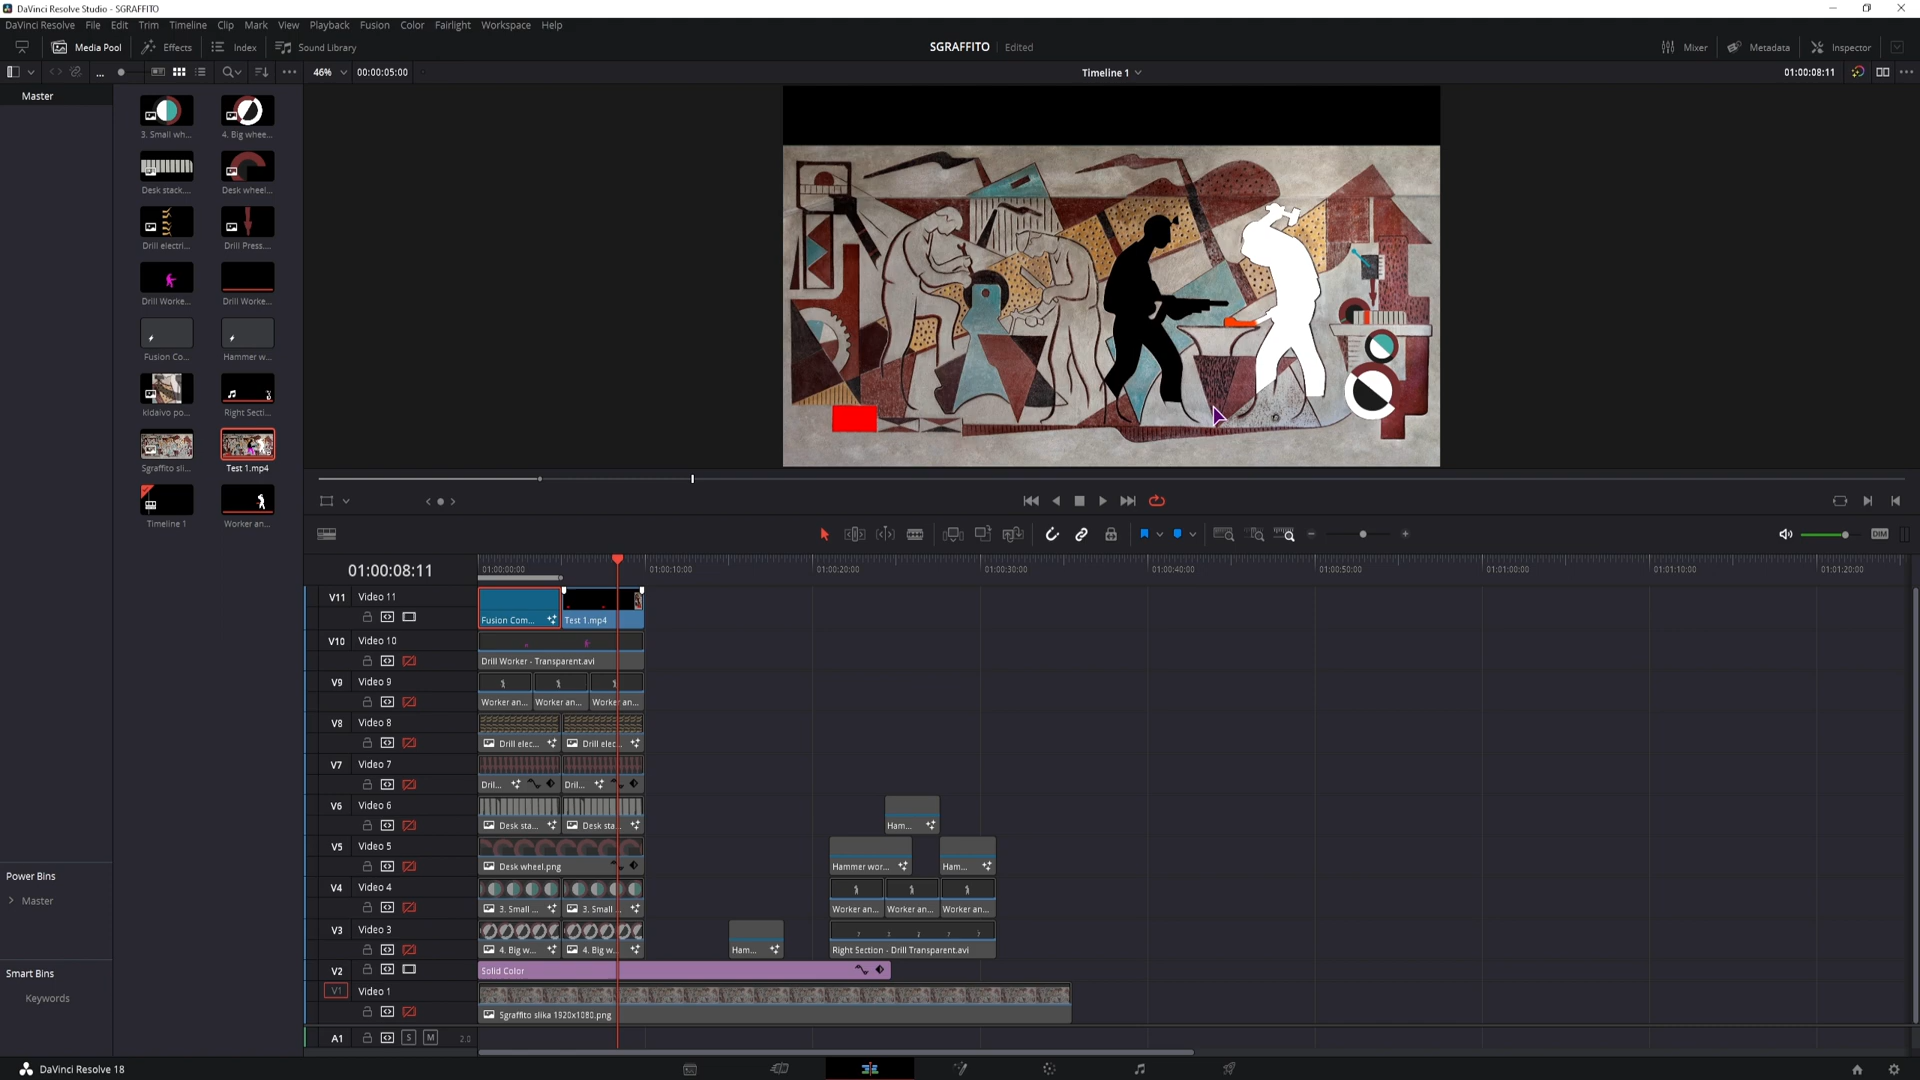 DaVinci Resolve Studio - SGRAFFITO
DaVinci Resolve File Edit Trim Timeline Clip Mark View Playback Fusion Color Fairlight Workspace Help
Media Pool Effects Index Sound Library
SGRAFFITO Edited
Mixer Metadata Inspector
46% 00:00:05:00
Timeline 1
01:00:08:11
Master
3. Small wh... 4. Big whee...
Desk stack.... Desk wheel...
Drill electri... Drill Press....
Drill Worke... Drill Worke...
Fusion Co... Hammer w...
kldaivo po... Right Secti...
Sgraffito sli... Test 1.mp4
Timeline 1 Worker an...
Power Bins
Master
Smart Bins
Keywords
DIM
01:00:08:11
01:00:00:00 01:00:10:00 01:00:20:00 01:00:30:00 01:00:40:00 01:00:50:00 01:01:00:00 01:01:10:00 01:01:20:00
V11 Video 11
Fusion Com... Test 1.mp4
V10 Video 10
Drill Worker - Transparent.avi
V9 Video 9
Worker an... Worker an... Worker an...
V8 Video 8
Drill elec... Drill elec...
V7 Video 7
Dril... Dril...
V6 Video 6
Desk sta... Desk sta... Ham...
V5 Video 5
Desk wheel.png Hammer wor... Ham...
V4 Video 4
3. Small ... 3. Small ... Worker an... Worker an... Worker an...
V3 Video 3
4. Big w... 4. Big w... Ham... Right Section - Drill Transparent.avi
V2 Solid Color
V1 Video 1
Sgraffito slika 1920x1080.png
A1 S M 2.0
DaVinci Resolve 18